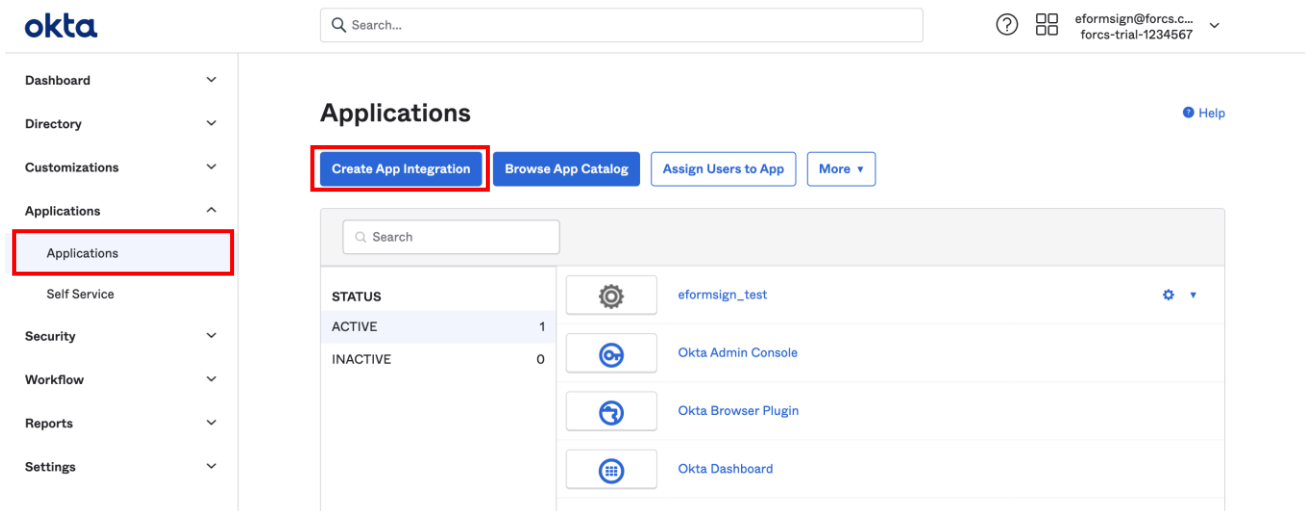 okta
Search...
eformsign@forcs.c...
forcs-trial-1234567
Dashboard
Directory
Customizations
Applications
Applications
Self Service
Security
Workflow
Reports
Settings
Applications
Help
Create App Integration
Browse App Catalog
Assign Users to App
More
Search
STATUS
ACTIVE 1
INACTIVE 0
eformsign_test
Okta Admin Console
Okta Browser Plugin
Okta Dashboard